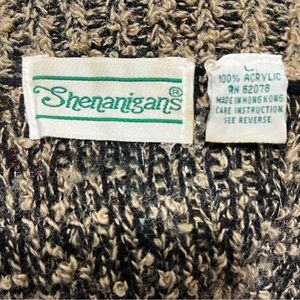 Shenanigans®
L
100% ACRYLIC
RN 62078
MADE IN HONG KONG
CARE INSTRUCTION
SEE REVERSE